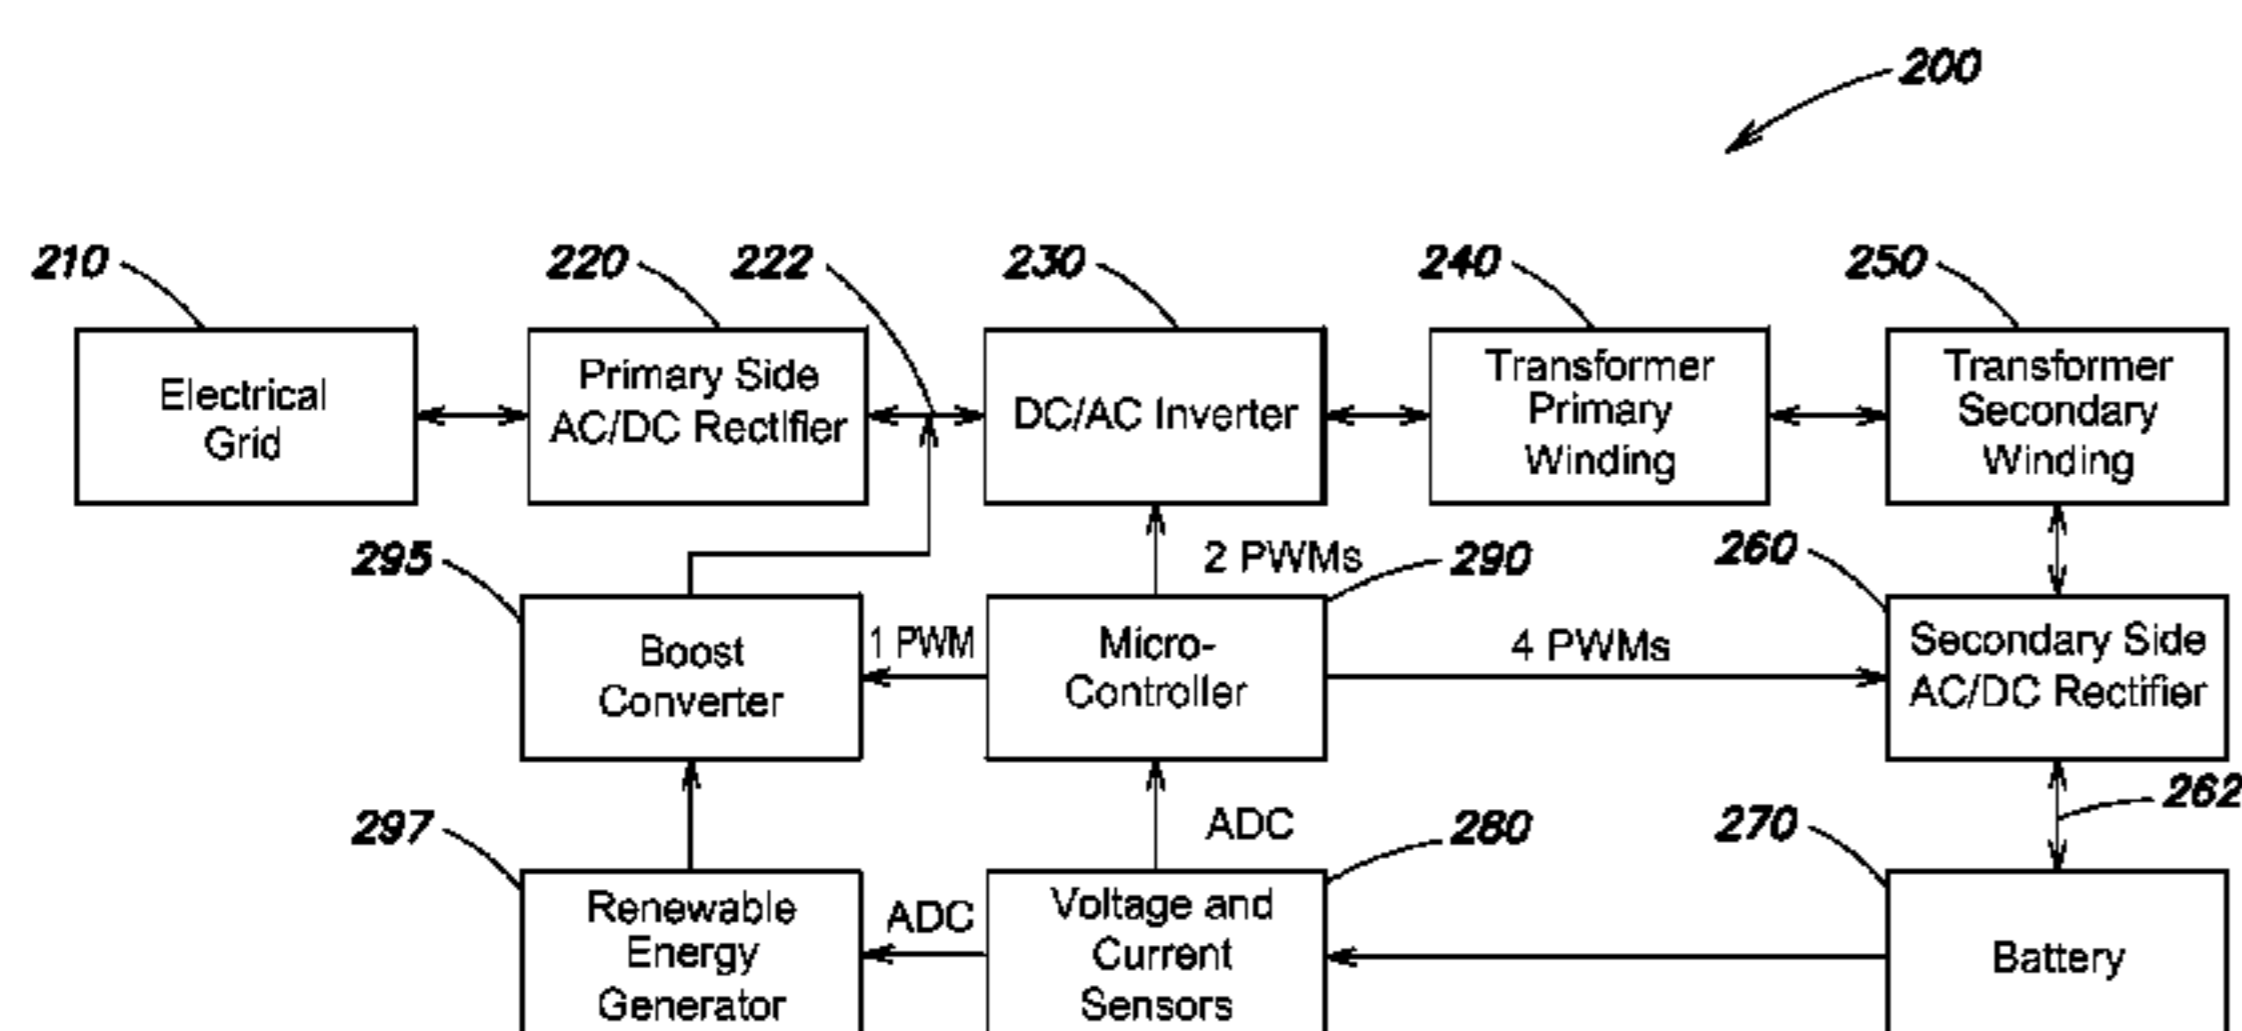 200
210
220
222
230
240
250
Electrical
Grid
Primary Side
AC/DC Rectifier
DC/AC Inverter
Transformer
Primary
Winding
Transformer
Secondary
Winding
295
2 PWMs
290
260
Boost
Converter
1 PWM
Micro-
Controller
4 PWMs
Secondary Side
AC/DC Rectifier
262
297
ADC
280
270
Renewable
Energy
Generator
ADC
Voltage and
Current
Sensors
Battery